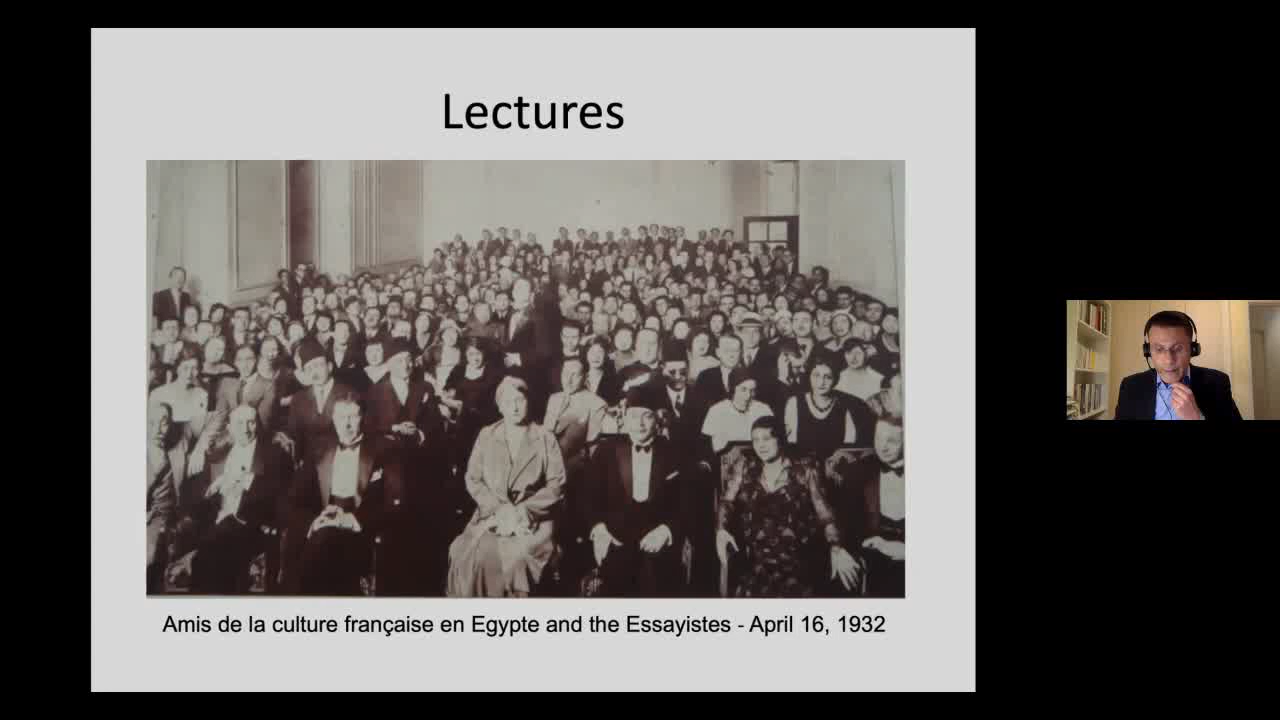 Lectures
Amis de la culture française en Egypte and the Essayistes - April 16, 1932